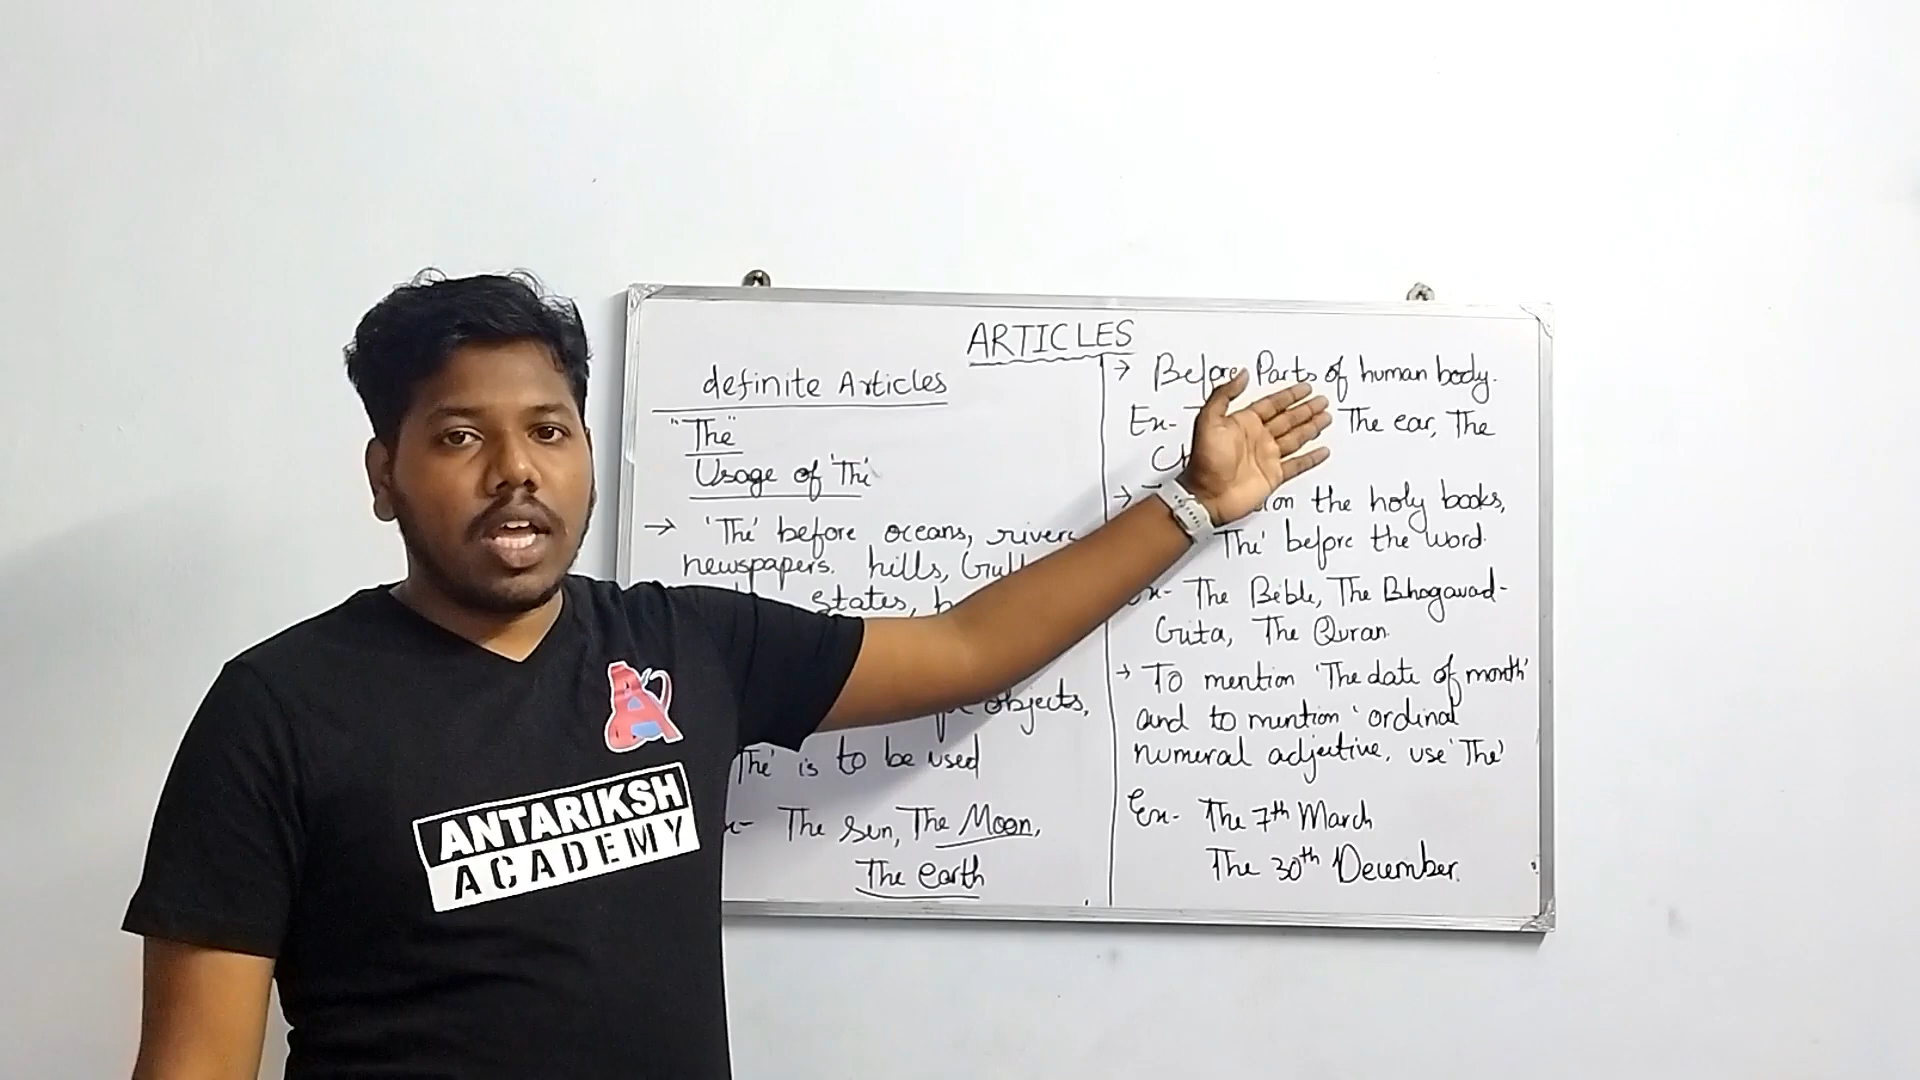 ARTICLES
definite Articles
"The"
Usage of 'The'
→ 'The' before oceans, rivers
newspapers. hills, Gulf
States,
objects,
'The' is to be used
The Sun, The Moon,
The earth
→ Before Parts of human body.
Ex- The ear, The
→ the holy books,
'The' before the word.
Ex- The Bible, The Bhagavad-
Gita, The Quran.
→ To mention 'The date of month'
and to mention 'ordinal
numeral adjective, use 'The'
Ex- The 7th March
The 30th December.
A
ANTARIKSH
ACADEMY